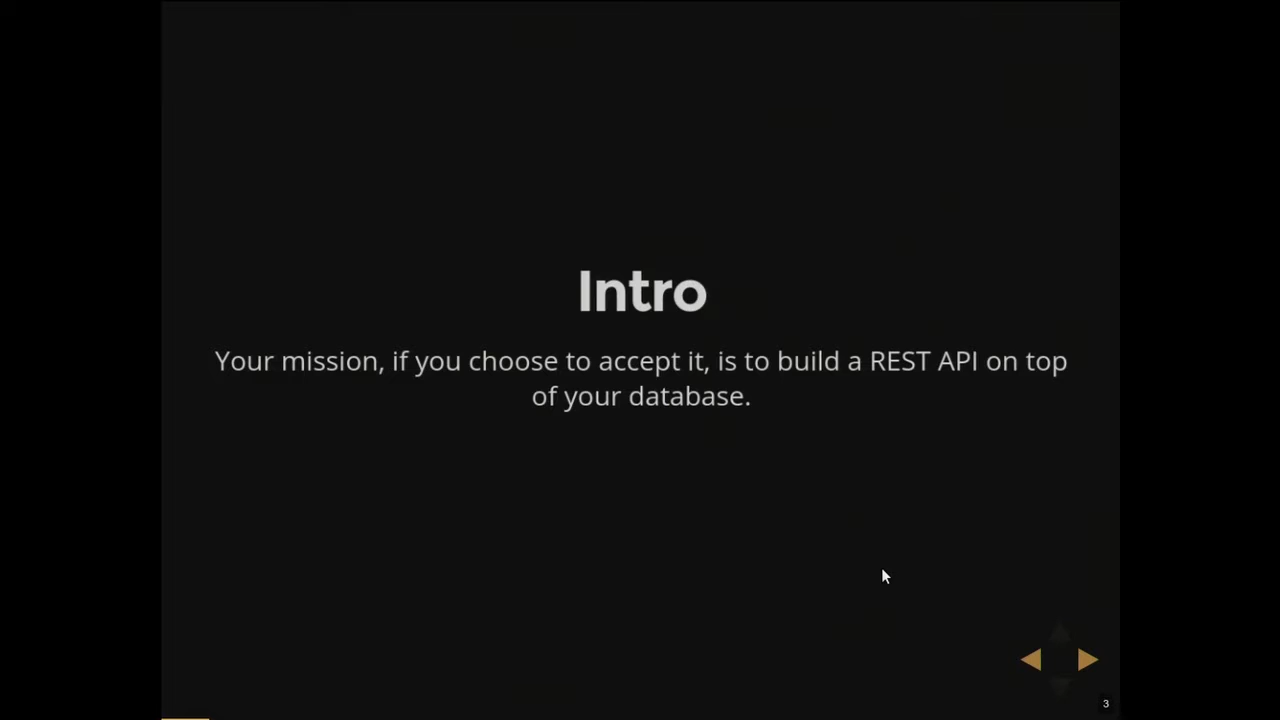 Intro
Your mission, if you choose to accept it, is to build a REST API on top
of your database.
3